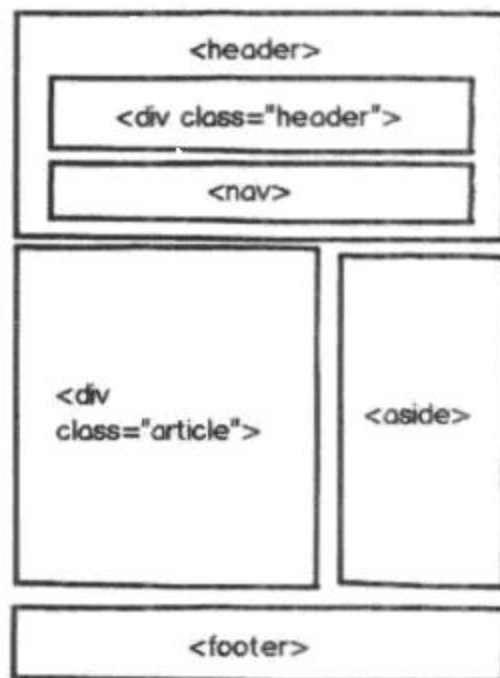 <header>
<div class="header">
<nav>
<div
class="article">
<aside>
<footer>